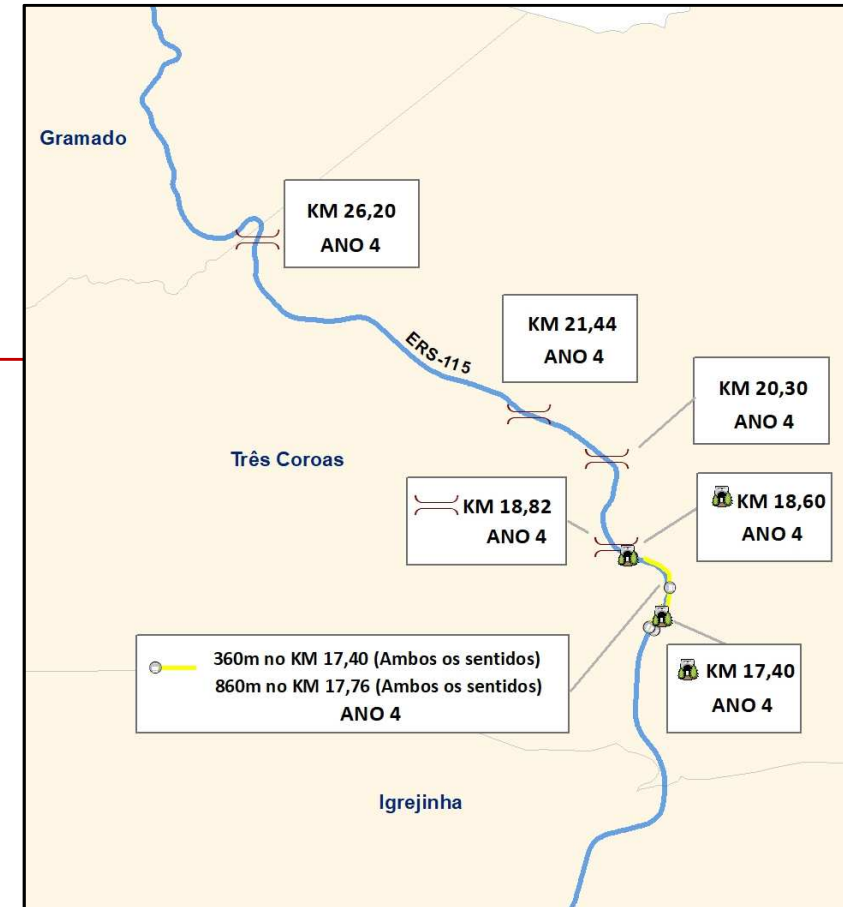 Gramado
KM 26,20
ANO 4
KM 21,44
ANO 4
ERS-115
KM 20,30
ANO 4
Três Coroas
KM 18,82
ANO 4
KM 18,60
ANO 4
360m no KM 17,40 (Ambos os sentidos)
860m no KM 17,76 (Ambos os sentidos)
ANO 4
KM 17,40
ANO 4
Igrejinha